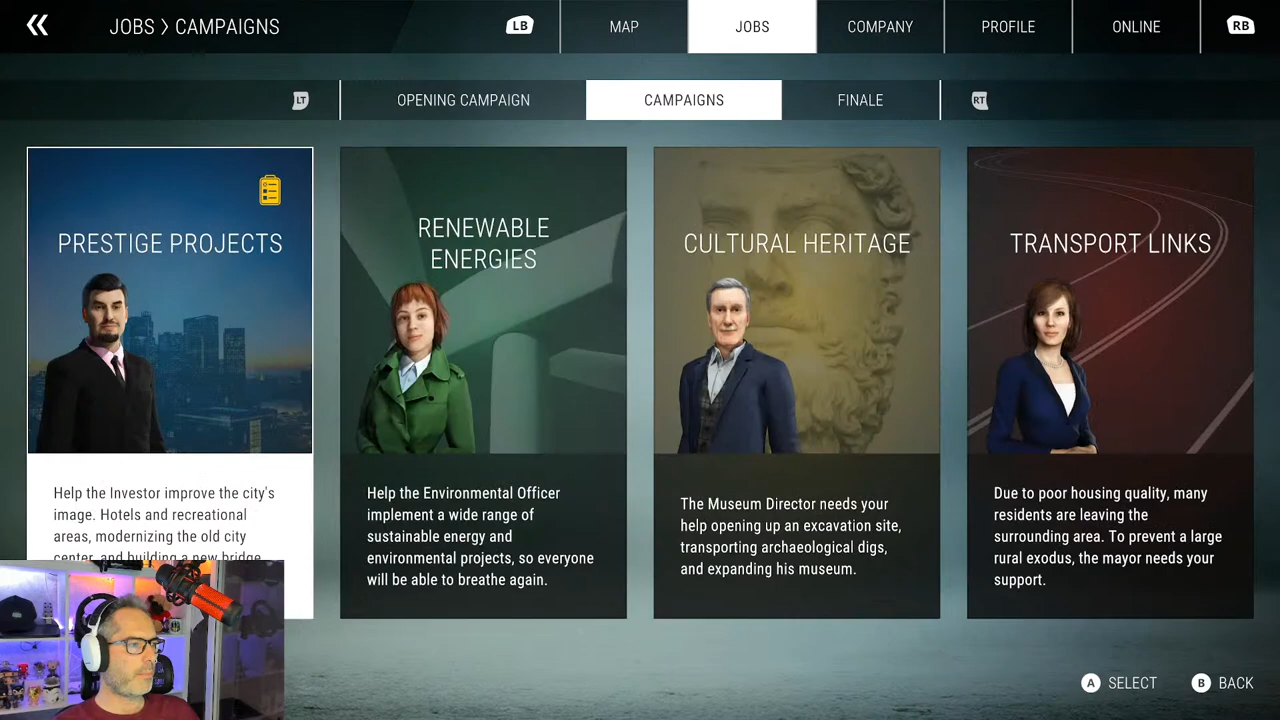 JOBS > CAMPAIGNS
LB
MAP
JOBS
COMPANY
PROFILE
ONLINE
RB
LT
OPENING CAMPAIGN
CAMPAIGNS
FINALE
RT
PRESTIGE PROJECTS
Help the Investor improve the city's
image. Hotels and recreational
areas, modernizing the old city
center, and building a new bridge
RENEWABLE
ENERGIES
Help the Environmental Officer
implement a wide range of
sustainable energy and
environmental projects, so everyone
will be able to breathe again.
CULTURAL HERITAGE
The Museum Director needs your
help opening up an excavation site,
transporting archaeological digs,
and expanding his museum.
TRANSPORT LINKS
Due to poor housing quality, many
residents are leaving the
surrounding area. To prevent a large
rural exodus, the mayor needs your
support.
A SELECT
B BACK